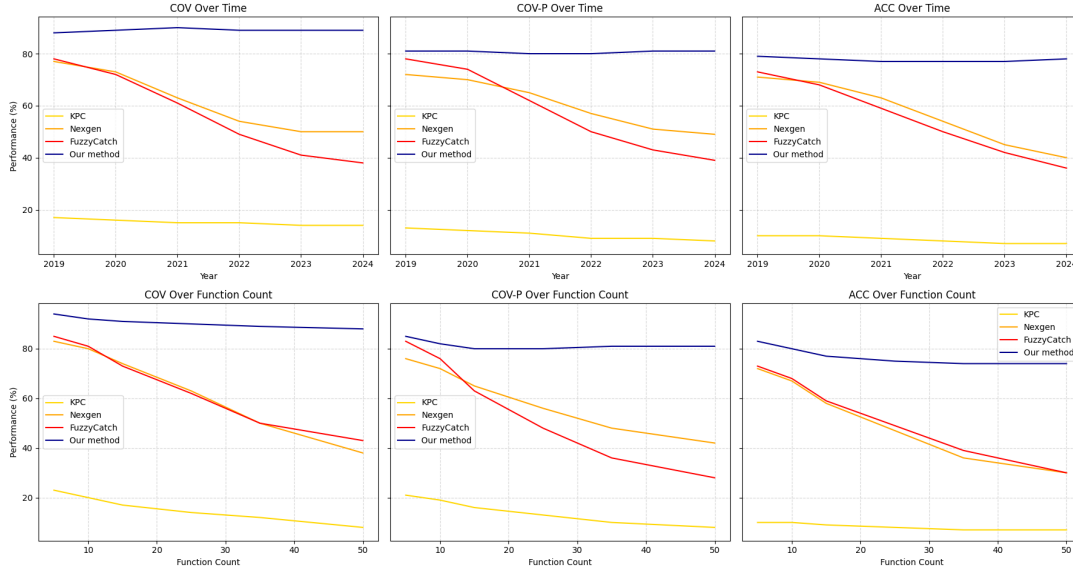 COV Over Time
Performance (%)
80
60
40
20
KPC
Nexgen
FuzzyCatch
Our method
2019 2020 2021 2022 2023 2024
Year
COV-P Over Time
KPC
Nexgen
FuzzyCatch
Our method
2019 2020 2021 2022 2023 2024
Year
ACC Over Time
KPC
Nexgen
FuzzyCatch
Our method
2019 2020 2021 2022 2023 2024
Year
COV Over Function Count
Performance (%)
80
60
40
20
KPC
Nexgen
FuzzyCatch
Our method
10 20 30 40 50
Function Count
COV-P Over Function Count
KPC
Nexgen
FuzzyCatch
Our method
10 20 30 40 50
Function Count
ACC Over Function Count
KPC
Nexgen
FuzzyCatch
Our method
10 20 30 40 50
Function Count